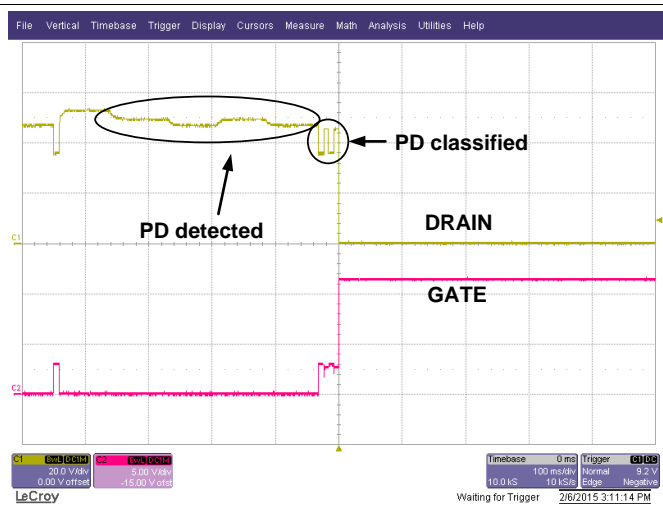 File Vertical Timebase Trigger Display Cursors Measure Math Analysis Utilities Help
PD classified
PD detected
DRAIN
C1
GATE
C2
C1 BwL DC1M C2 BwL DC1M Timebase 0 ms Trigger C1 DC
20.0 V/div 5.00 V/div 100 ms/div Normal 9.2 V
0.00 V offset -15.00 V ofst 10.0 kS 10 kS/s Edge Negative
LeCroy Waiting for Trigger 2/6/2015 3:11:14 PM